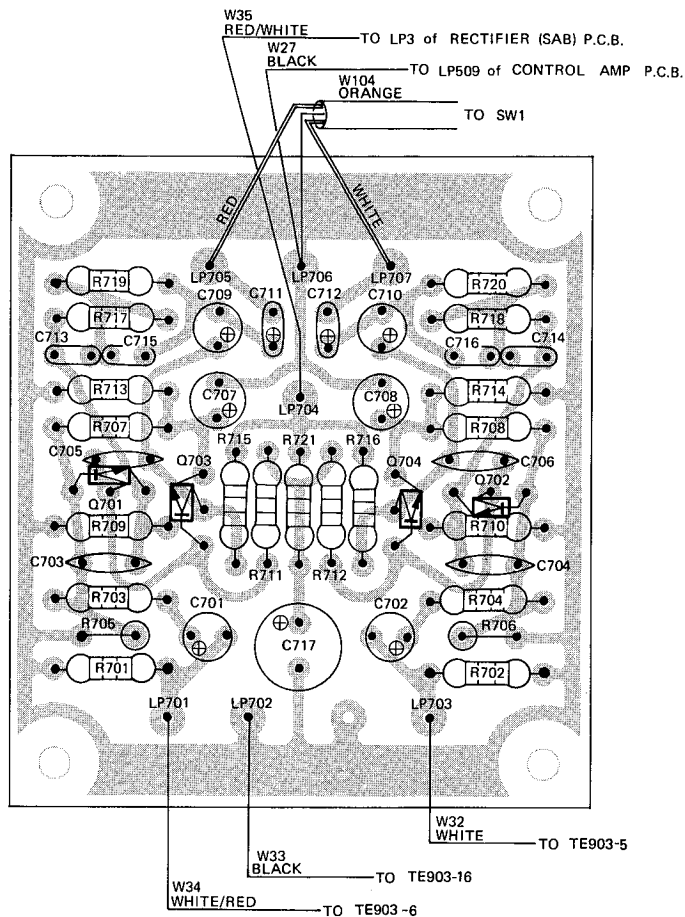 W35
RED/WHITE
TO LP3 of RECTIFIER (SAB) P.C.B.
W27
BLACK
TO LP509 of CONTROL AMP P.C.B.
W104
ORANGE
TO SW1
RED
WHITE
LP705
LP706
LP707
R719
C709
C711
C712
C710
R720
R717
R718
C713
C715
C716
C714
R713
C707
C708
R714
LP704
R707
R708
R715
R721
R716
C705
Q703
Q704
C706
Q701
Q702
R709
R710
C703
R711
R712
C704
R703
C701
C702
R704
R705
R706
C717
R701
R702
LP701
LP702
LP703
W32
WHITE
TO TE903-5
W33
BLACK
TO TE903-16
W34
WHITE/RED
TO TE903-6